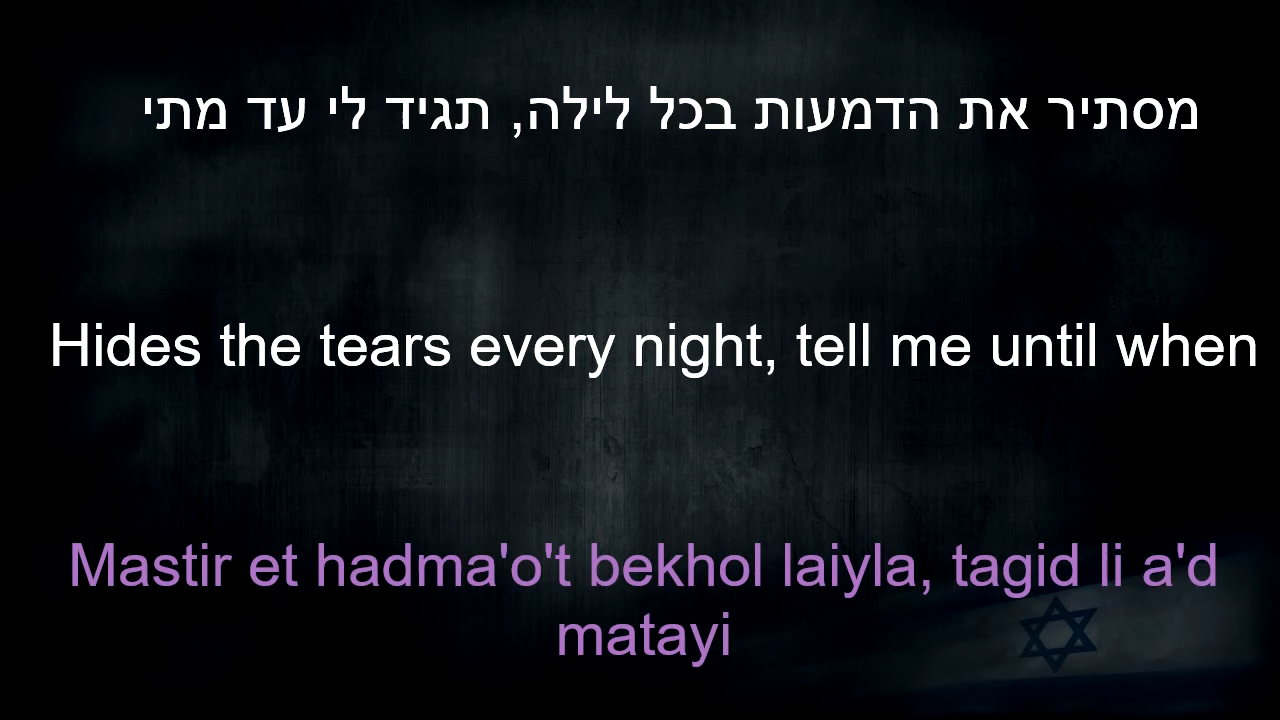 מסתיר את הדמעות בכל לילה, תגיד לי עד מתי
Hides the tears every night, tell me until when
Mastir et hadma'o't bekhol laiyla, tagid li a'd
matayi